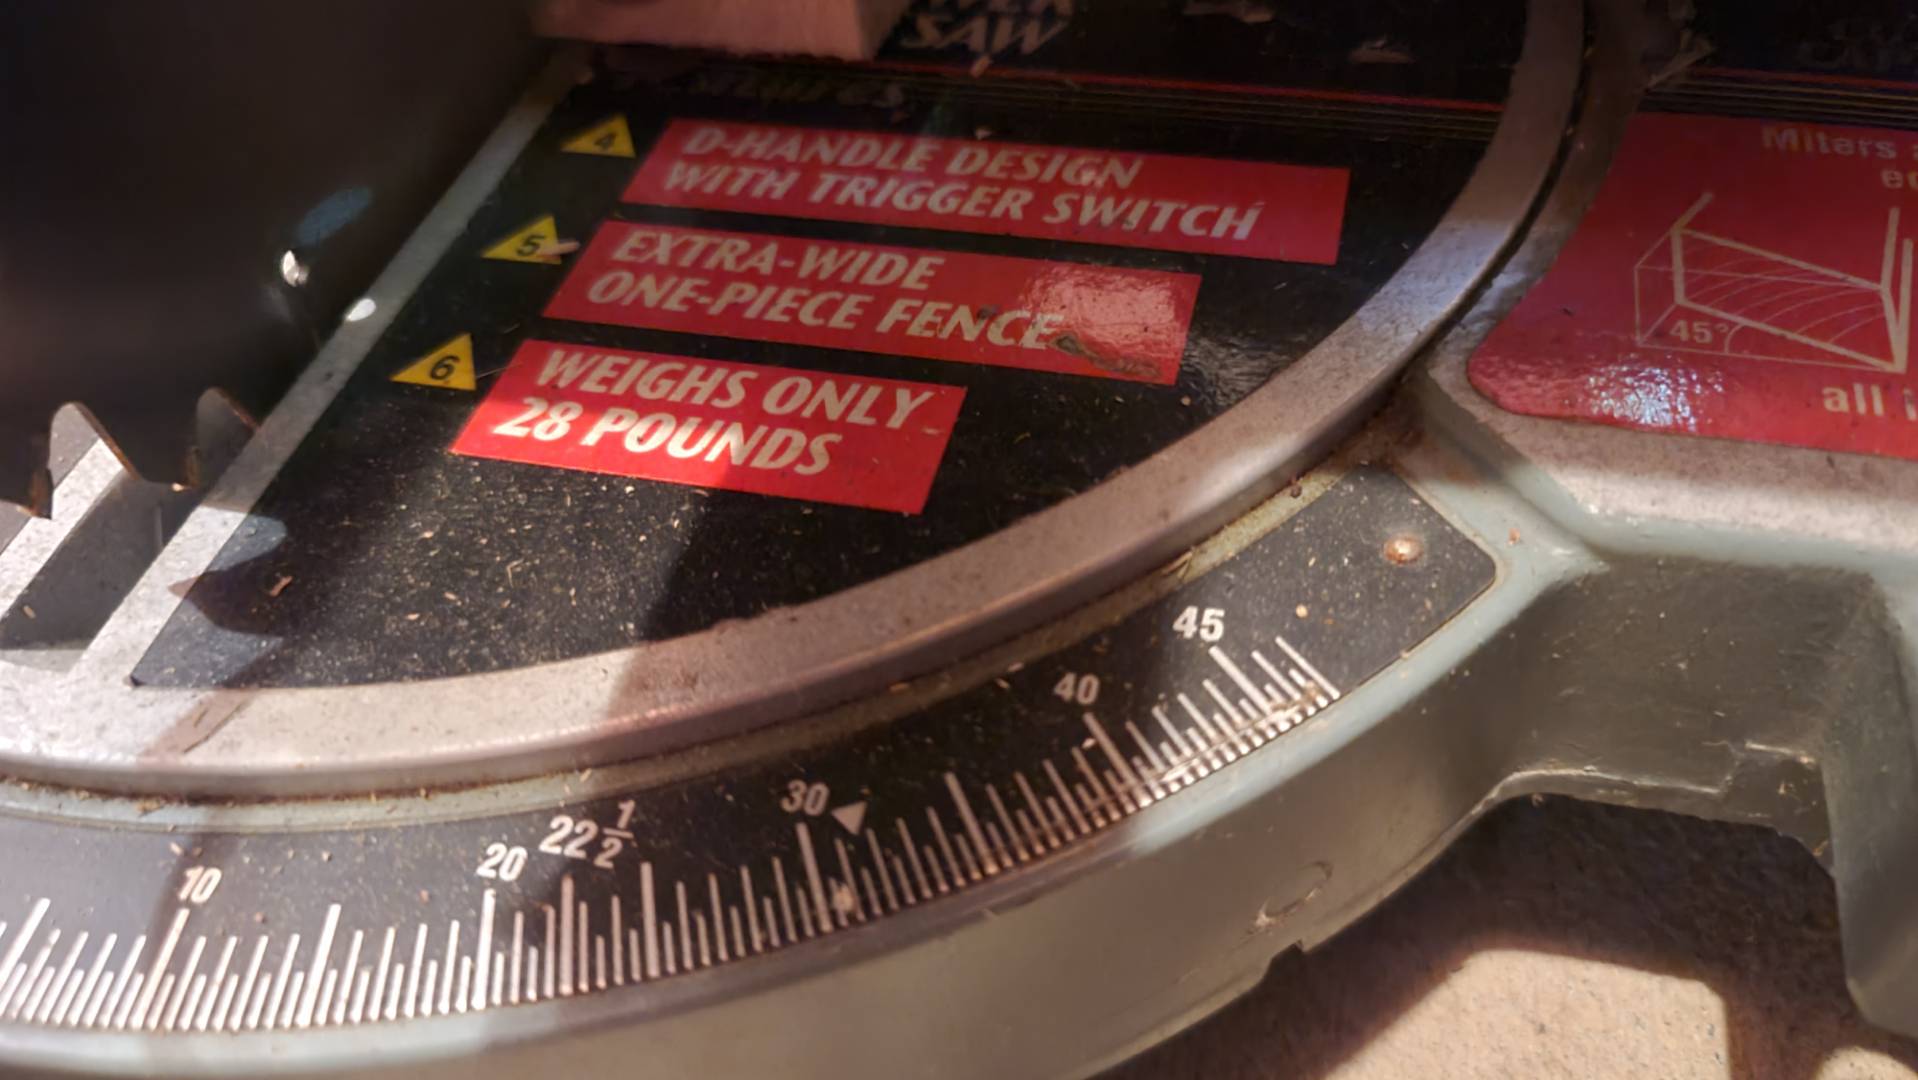 SAW
4
D-HANDLE DESIGN
WITH TRIGGER SWITCH
5
EXTRA-WIDE
ONE-PIECE FENCE
6
WEIGHS ONLY
28 POUNDS
Miters
45°
all
10
20
22 1/2
30
40
45